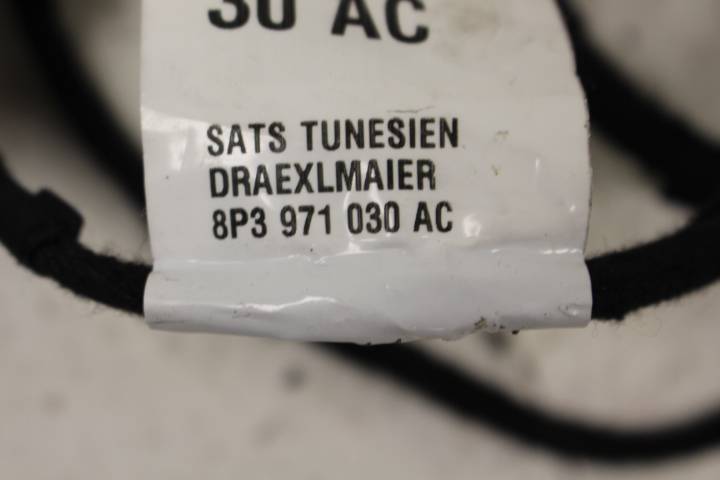 30 AC
SATS TUNESIEN
DRAEXLMAIER
8P3 971 030 AC